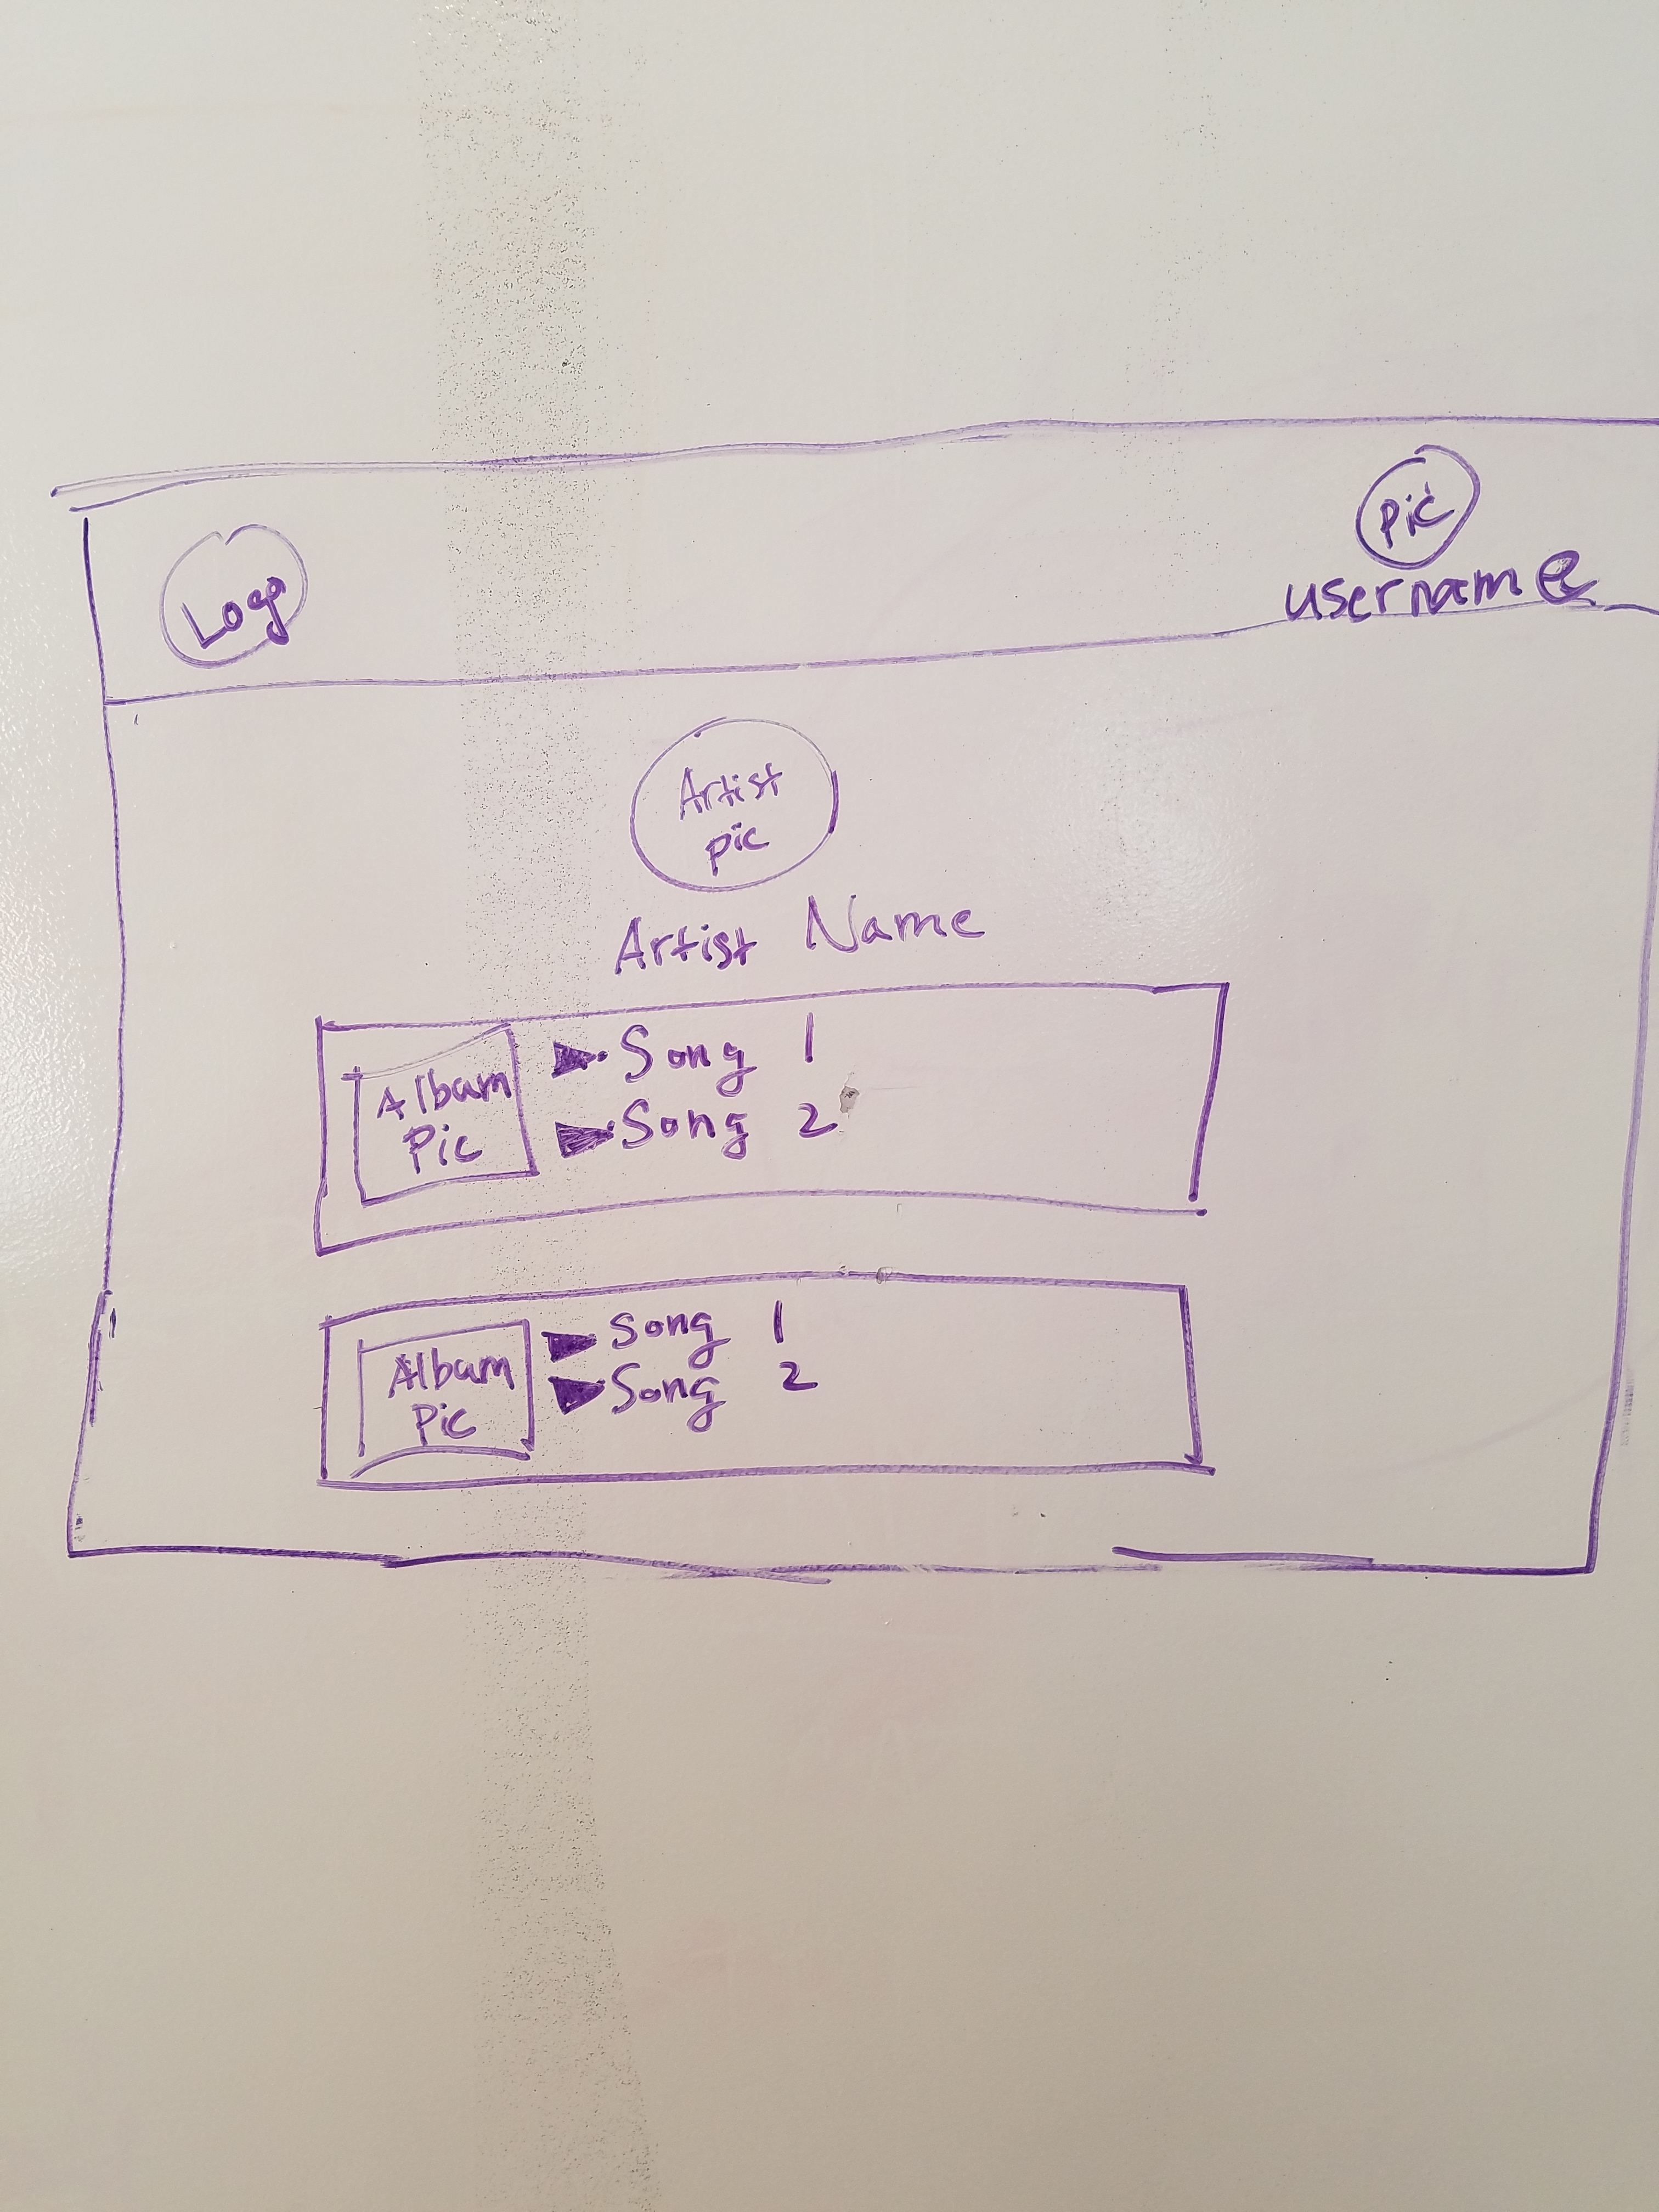 Logo
Pic
username
Artist
pic
Artist Name
Album
Pic
Song 1
Song 2
Album
Pic
Song 1
Song 2